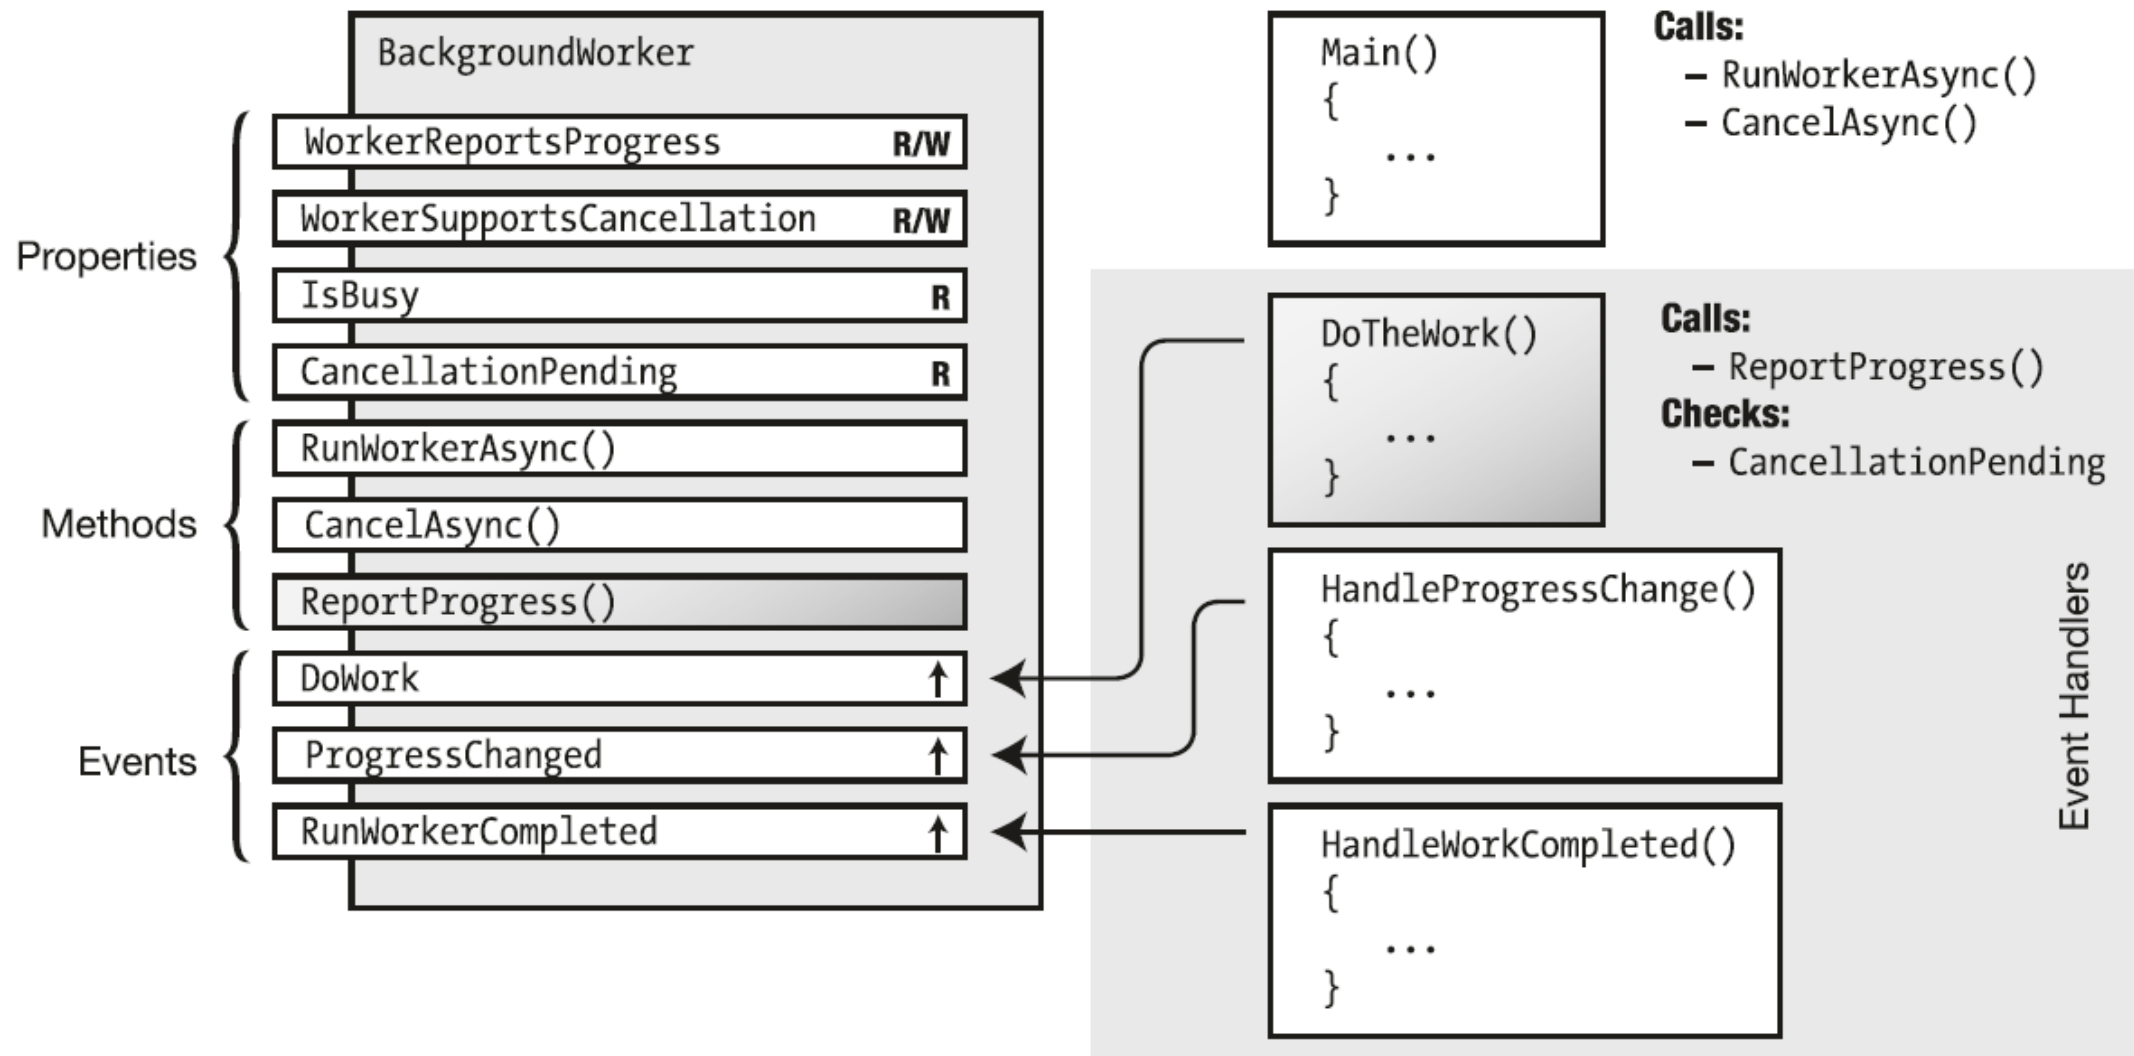 BackgroundWorker
Properties
WorkerReportsProgress R/W
WorkerSupportsCancellation R/W
IsBusy R
CancellationPending R
Methods
RunWorkerAsync()
CancelAsync()
ReportProgress()
Events
DoWork ↑
ProgressChanged ↑
RunWorkerCompleted ↑
Main()
{
...
}
Calls:
– RunWorkerAsync()
– CancelAsync()
DoTheWork()
{
...
}
Calls:
– ReportProgress()
Checks:
– CancellationPending
HandleProgressChange()
{
...
}
HandleWorkCompleted()
{
...
}
Event Handlers